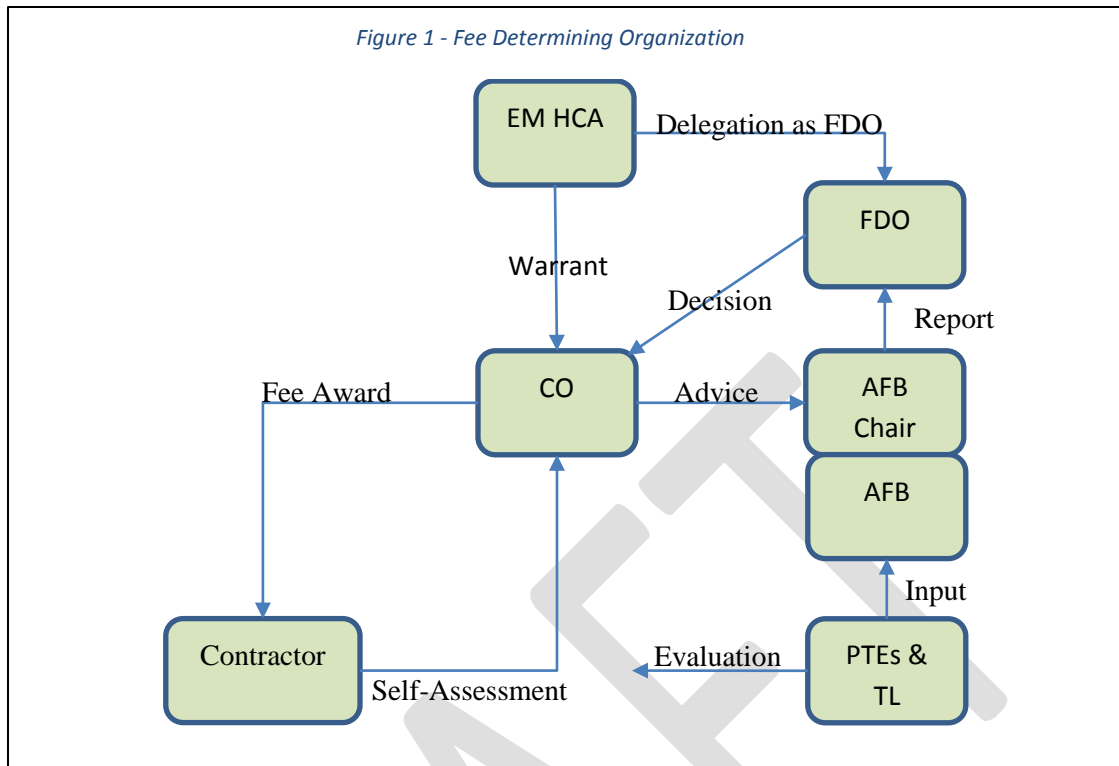 Figure 1 - Fee Determining Organization
EM HCA
Delegation as FDO
FDO
Warrant
Decision
Report
Fee Award
CO
Advice
AFB
Chair
AFB
Input
Contractor
Evaluation
PTEs &
TL
Self-Assessment